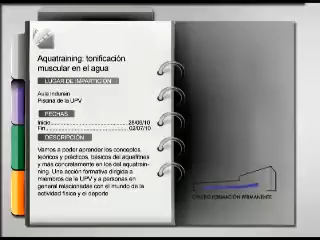 Aquatraining: tonificación
muscular en el agua
LUGAR DE IMPARTICIÓN
Aula Indurain
Piscina de la UPV
FECHAS
Inicio............................ 28/06/10
Fin................................ 02/07/10
DESCRIPCIÓN
Vamos a poder aprender los conceptos
teóricos y prácticos, básicos del aquafitness
y más concretamente en los del aquatrain-
ning. Una acción formativa dirigida a
miembros de la UPV y a personas en
general relacionadas con el mundo de la
actividad física y el deporte
CENTRO FORMACIÓN PERMANENTE